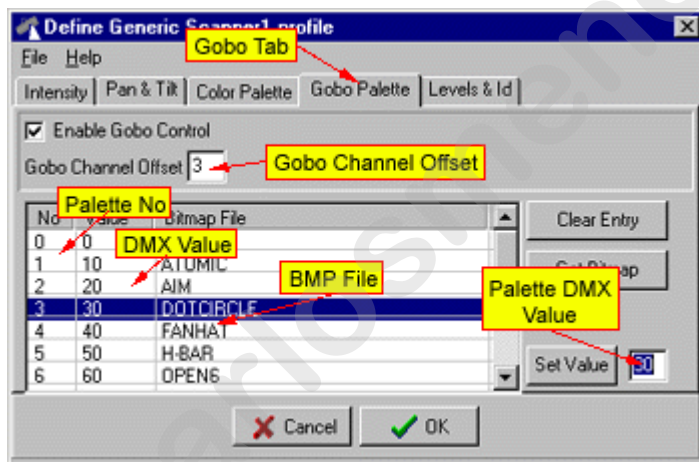 Define Generic Scanner1 profile
Gobo Tab
File Help
Intensity Pan & Tilt Color Palette Gobo Palette Levels & Id
Enable Gobo Control
Gobo Channel Offset 3 Gobo Channel Offset
No Value Bitmap File
Palette No
Clear Entry
0 0
DMX Value
1 10 ATOMIC
BMP File
2 20 AIM
Palette DMX
Value
3 30 DOTCIRCLE
4 40 FANHAT
5 50 H-BAR
Set Value 30
6 60 OPEN6
Cancel OK